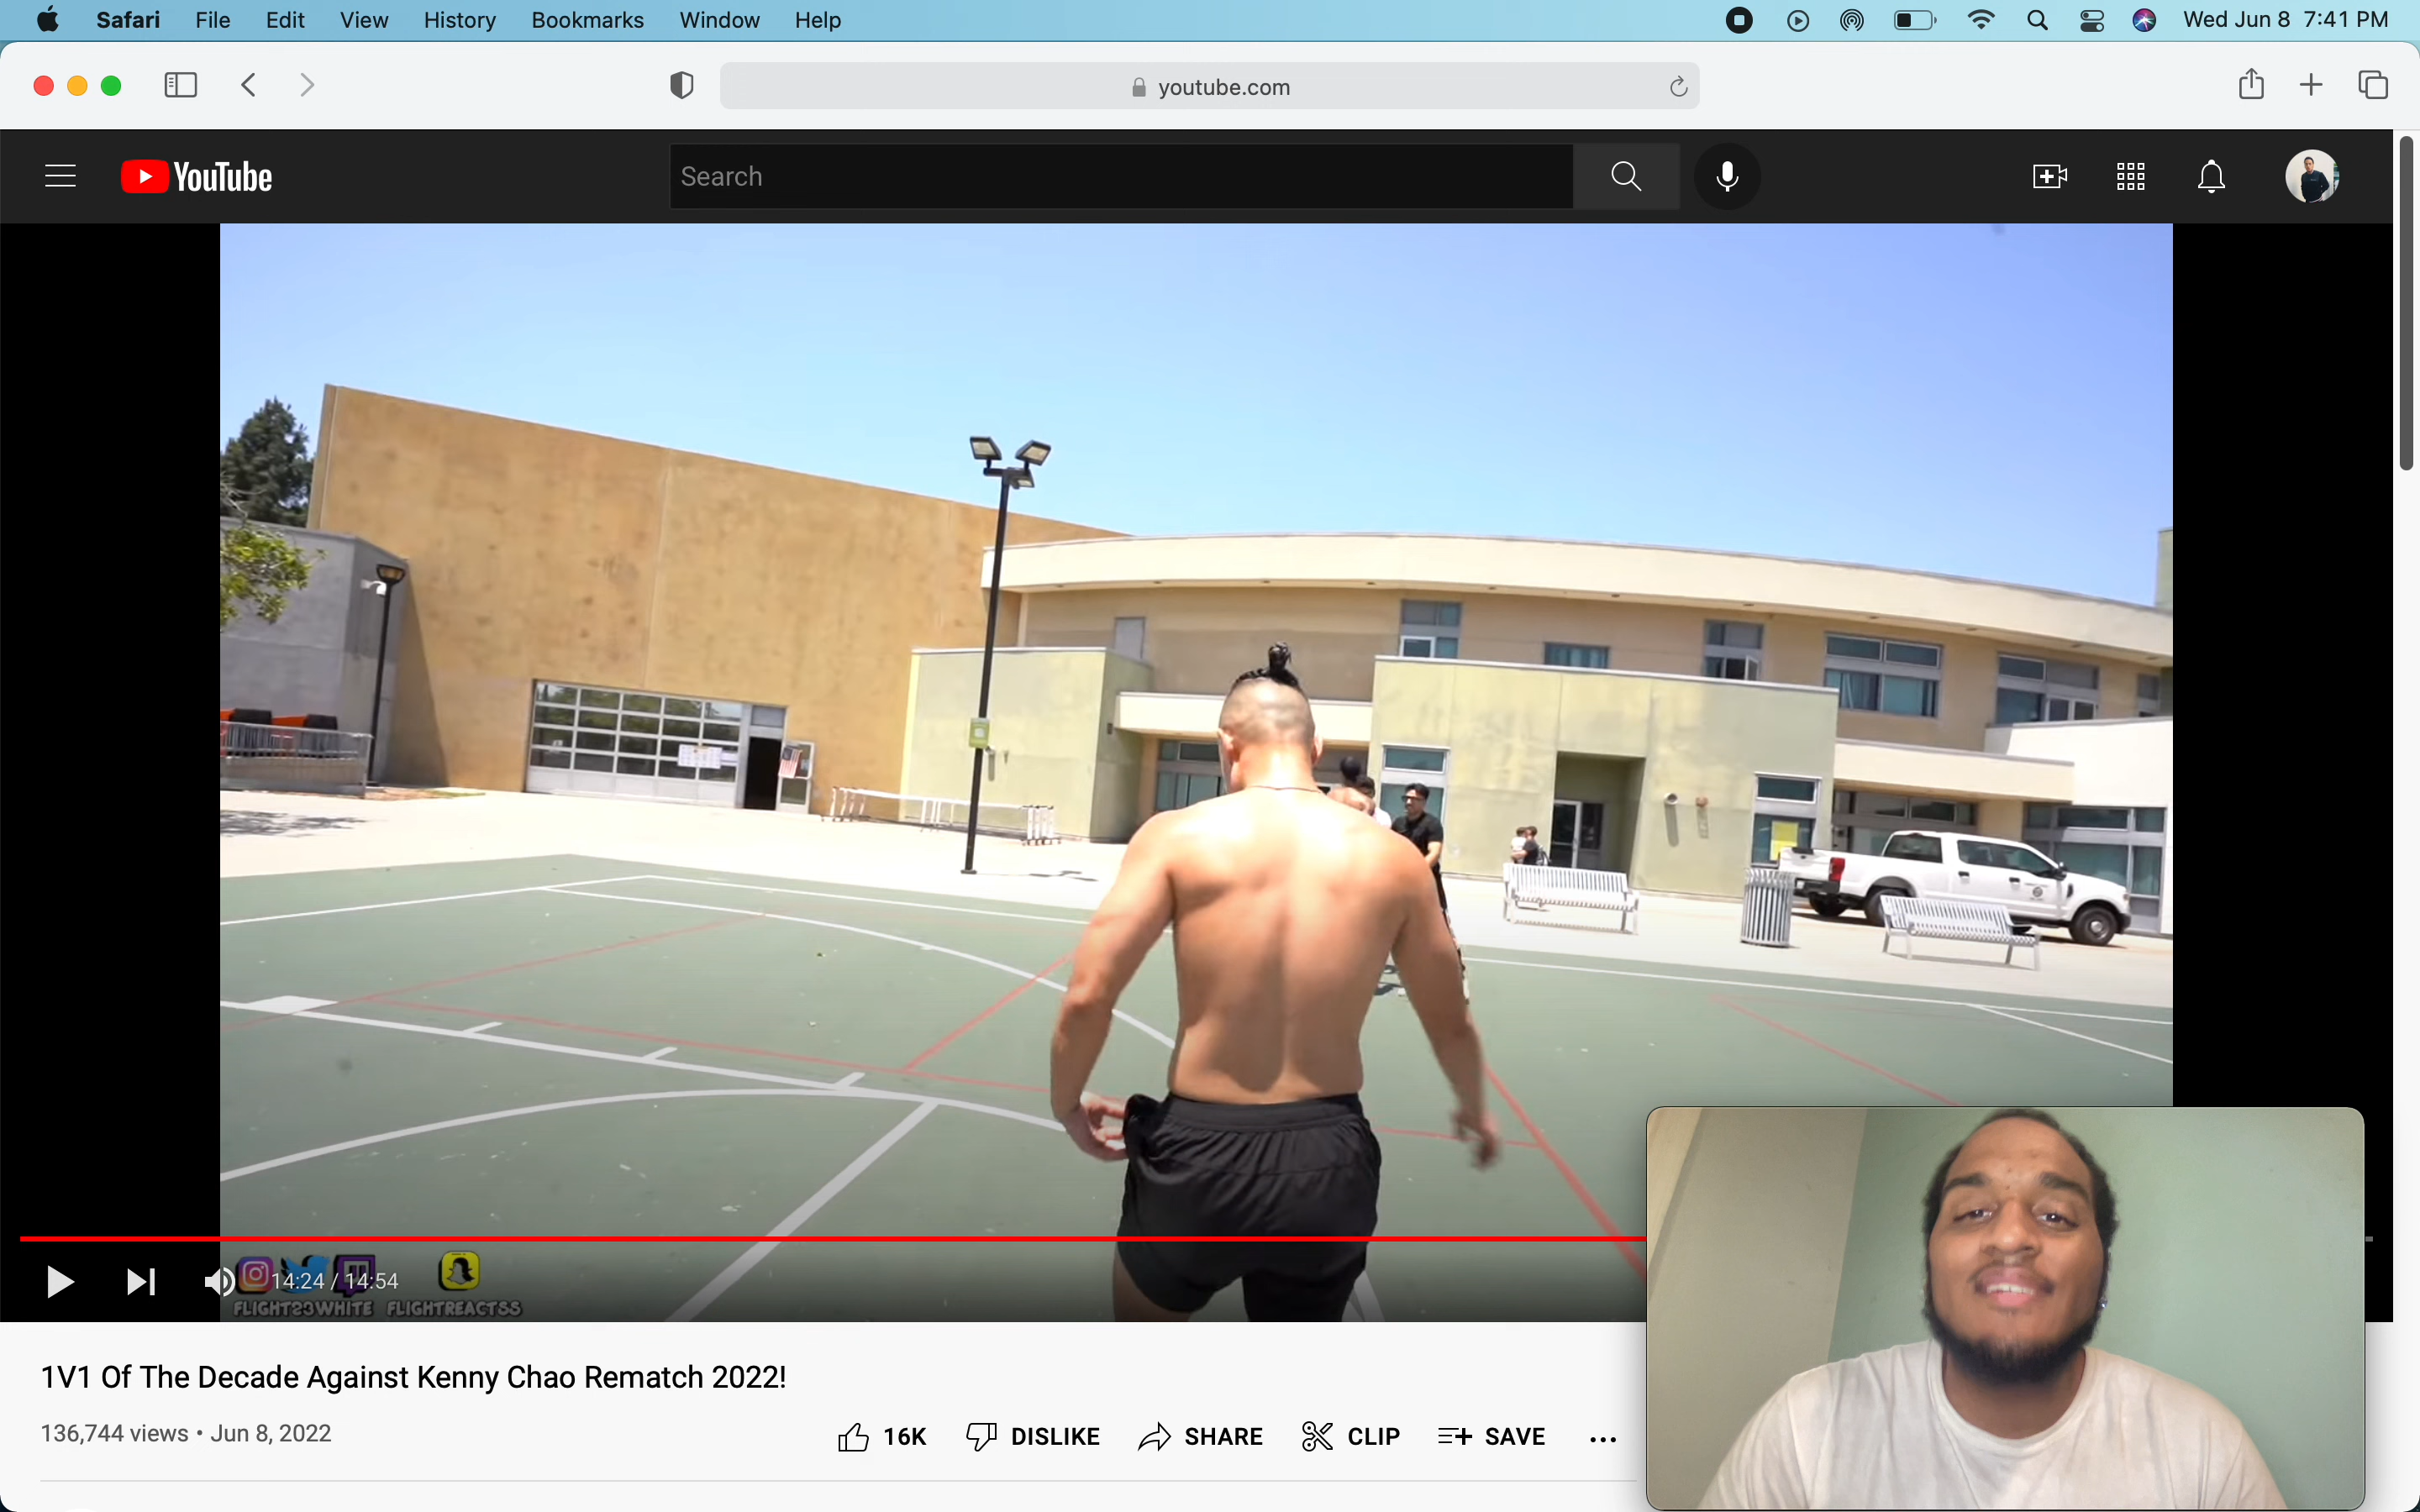 Safari File Edit View History Bookmarks Window Help Wed Jun 8 7:41 PM
youtube.com
YouTube Search
14:24 / 14:54
FLIGHT23WHITE FLIGHTREACTSS
1V1 Of The Decade Against Kenny Chao Rematch 2022!
136,744 views • Jun 8, 2022 16K DISLIKE SHARE CLIP SAVE